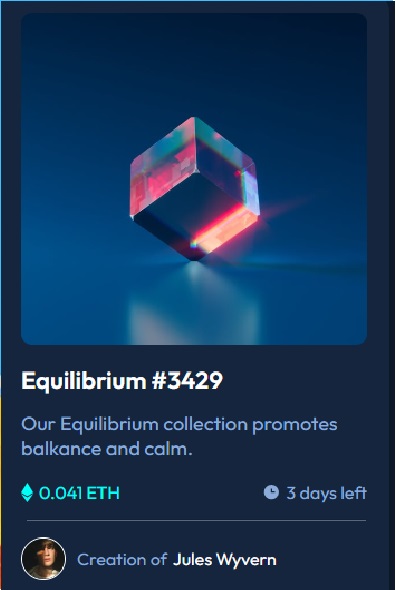 Equilibrium #3429
Our Equilibrium collection promotes
balkance and calm.
0.041 ETH 3 days left
Creation of Jules Wyvern